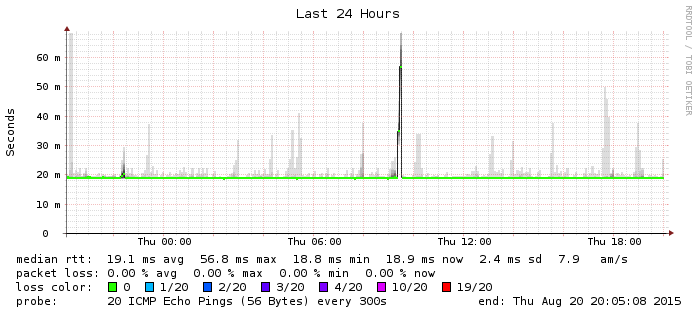 Last 24 Hours
RRDTOOL / TOBI OETIKER
Seconds
60 m
50 m
40 m
30 m
20 m
10 m
0
Thu 00:00 Thu 06:00 Thu 12:00 Thu 18:00
median rtt: 19.1 ms avg 56.8 ms max 18.8 ms min 18.9 ms now 2.4 ms sd 7.9 am/s
packet loss: 0.00 % avg 0.00 % max 0.00 % min 0.00 % now
loss color: 0 1/20 2/20 3/20 4/20 10/20 19/20
probe: 20 ICMP Echo Pings (56 Bytes) every 300s end: Thu Aug 20 20:05:08 2015